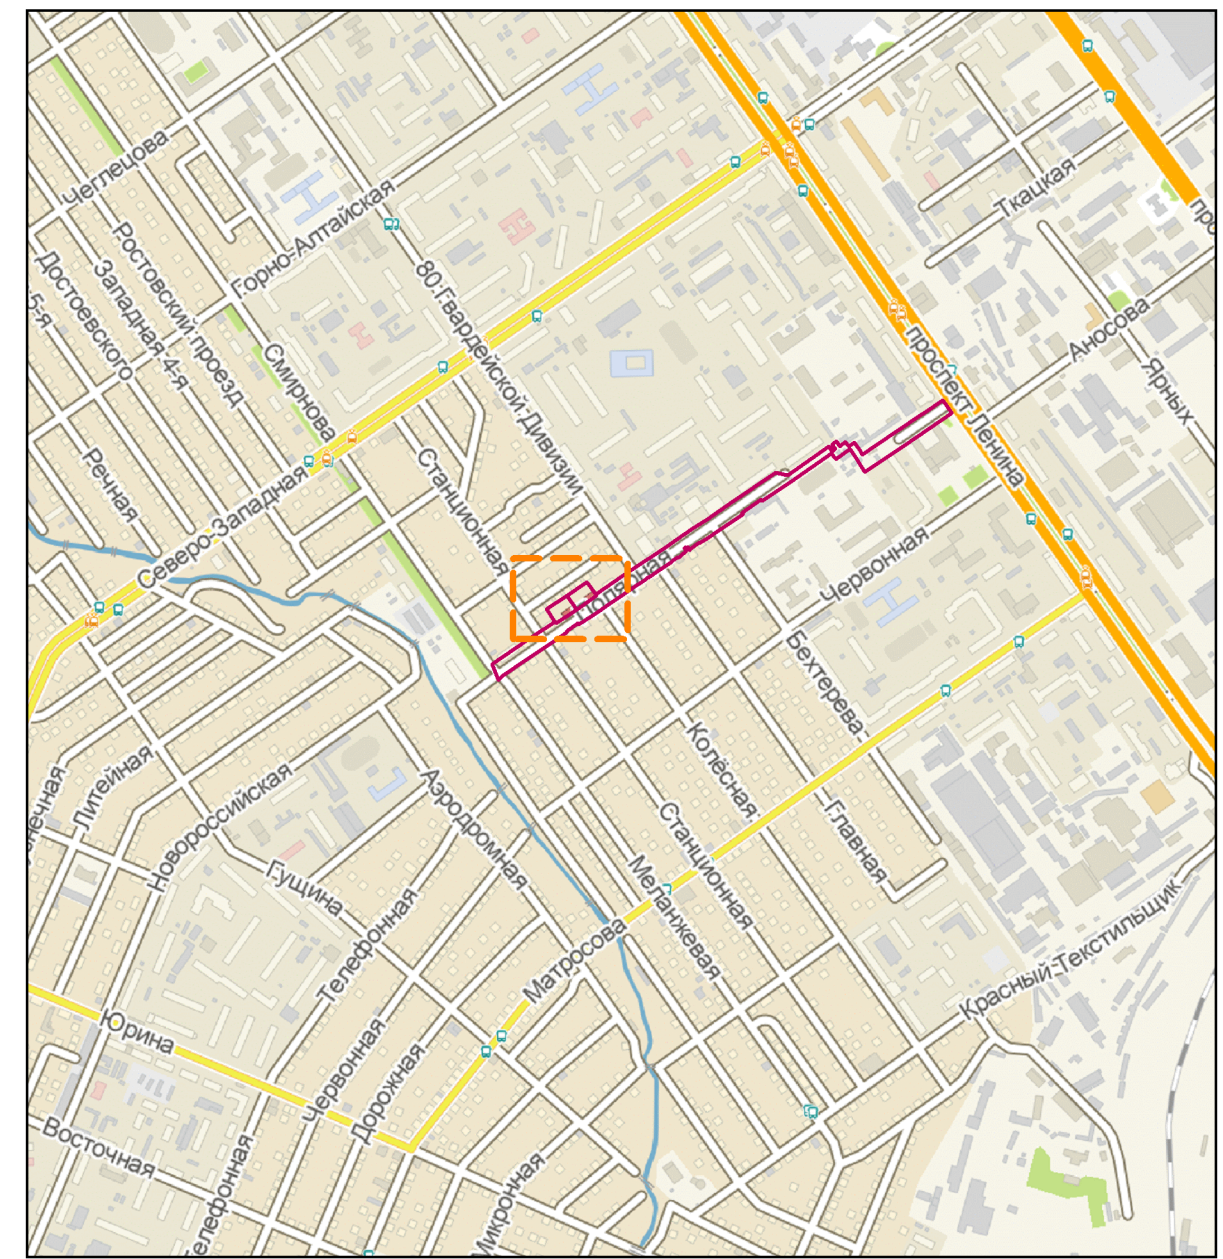 Чеглецова
Горно-Алтайская
Ткацкая
Ростовский проезд
Западная 4-я
Достоевского
5-я
80 Гвардейской Дивизии
Смирнова
проспект Ленина
Аносова
Ярных
Речная
Северо-Западная
Станционная
Полярная
Червонная
Бехтерева
Колёсная
Главная
Станционная
Меланжевая
Литейная
Новороссийская
Аэродромная
Гущина
Телефонная
Матросова
Красный Текстильщик
Юрина
Червонная
Дорожная
Восточная
Телефонная
Микронная